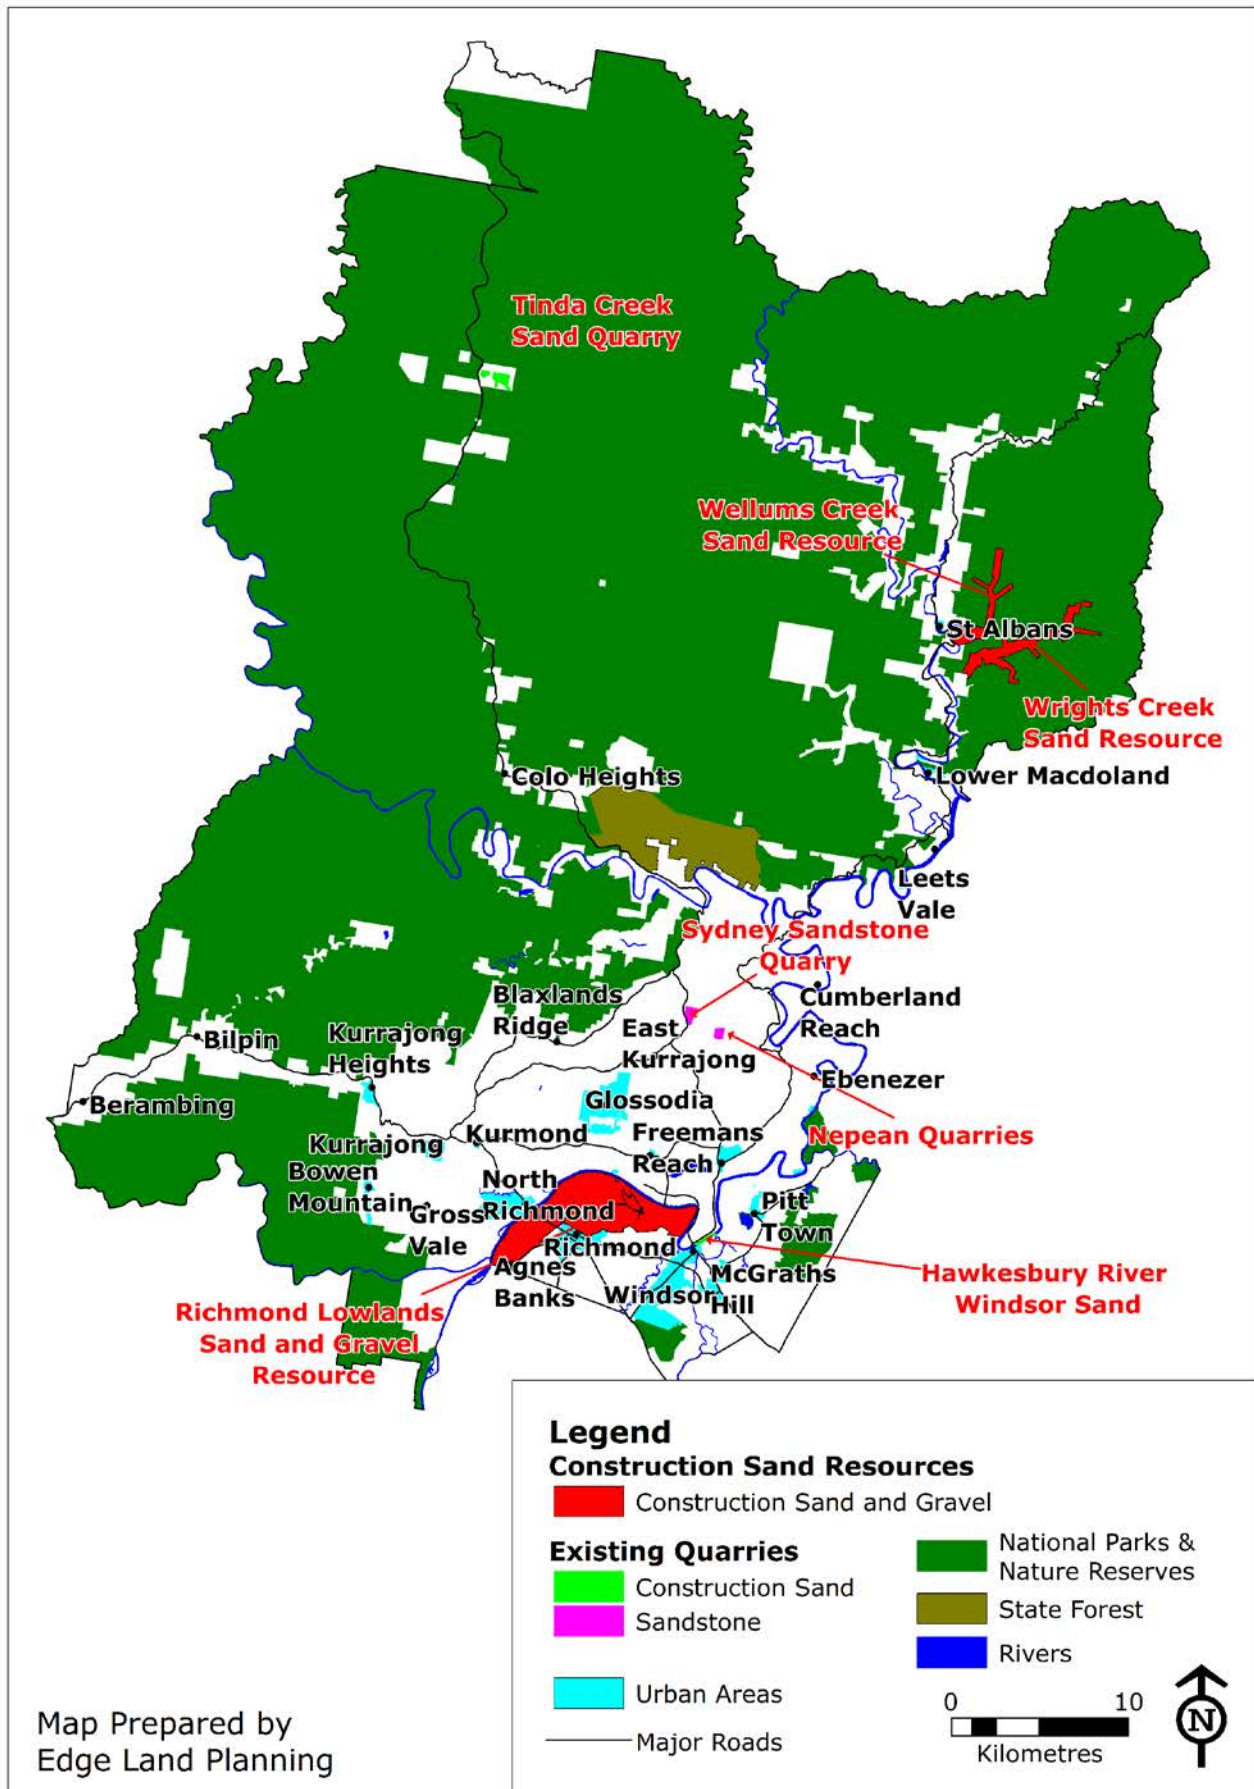 Tinda Creek
Sand Quarry
Wellums Creek
Sand Resource
St Albans
Wrights Creek
Sand Resource
Colo Heights
Lower Macdoland
Leets
Vale
Sydney Sandstone
Quarry
Cumberland
Reach
Blaxlands
Ridge
East
Kurrajong
Kurrajong
Heights
Bilpin
Berambing
Ebenezer
Glossodia
Nepean Quarries
Kurmond
Freemans
Reach
Kurrajong
Bowen
Mountain
North
Richmond
Gross
Vale
Pitt
Town
Richmond
Agnes
Banks
Windsor
McGraths
Hill
Hawkesbury River
Windsor Sand
Richmond Lowlands
Sand and Gravel
Resource
Legend
Construction Sand Resources
Construction Sand and Gravel
Existing Quarries
Construction Sand
Sandstone
Urban Areas
Major Roads
National Parks &
Nature Reserves
State Forest
Rivers
0 10
Kilometres
N
Map Prepared by
Edge Land Planning